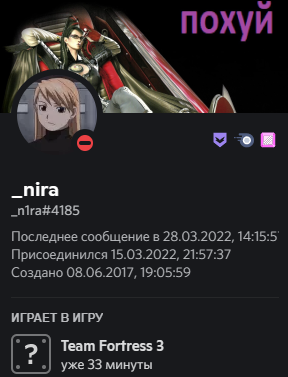 похуй
_nira
_n1ra#4185
Последнее сообщение в 28.03.2022, 14:15:5
Присоединился 15.03.2022, 21:57:37
Создано 08.06.2017, 19:05:59
ИГРАЕТ В ИГРУ
?
Team Fortress 3
уже 33 минуты